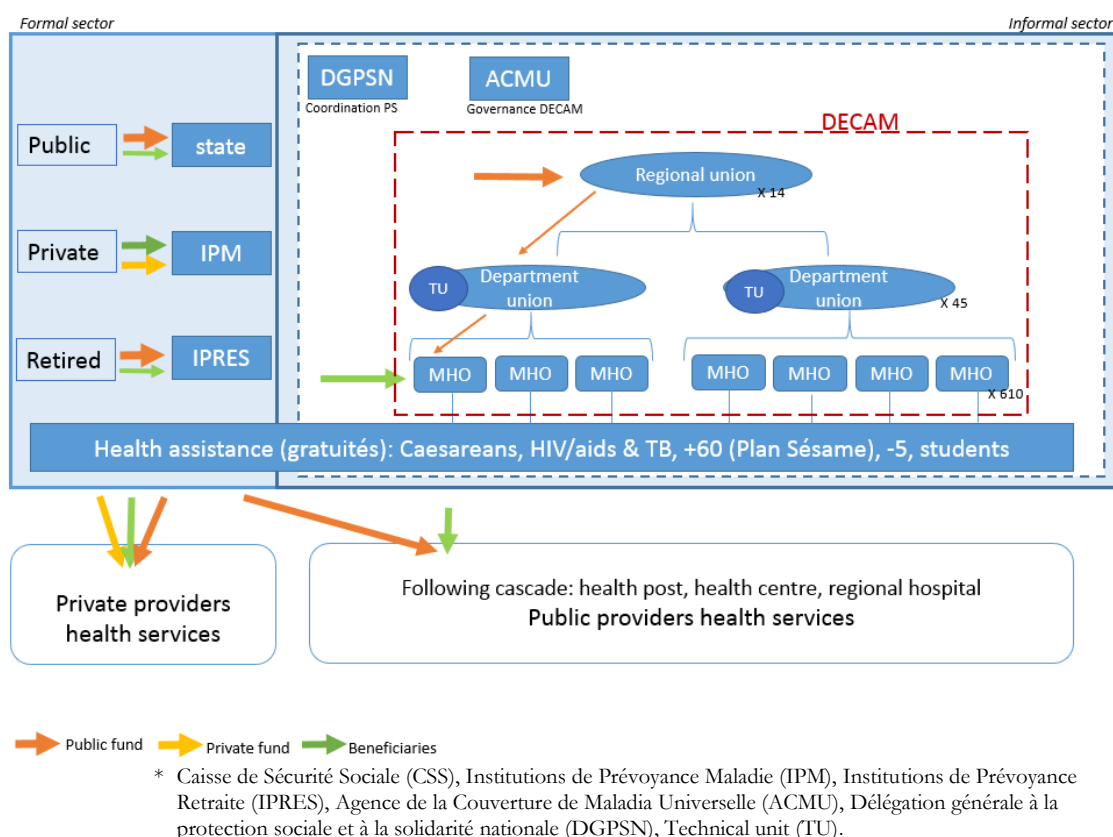 Formal sector
Informal sector
DGPSN
Coordination PS
ACMU
Governance DECAM
DECAM
Public
state
Regional union
X 14
Private
IPM
TU
Department
union
TU
Department
union
X 45
Retired
IPRES
MHO
MHO
MHO
MHO
MHO
MHO
MHO
X 610
Health assistance (gratuités): Caesareans, HIV/aids & TB, +60 (Plan Sésame), -5, students
Private providers
health services
Following cascade: health post, health centre, regional hospital
Public providers health services
Public fund
Private fund
Beneficiaries
* Caisse de Sécurité Sociale (CSS), Institutions de Prévoyance Maladie (IPM), Institutions de Prévoyance
Retraite (IPRES), Agence de la Couverture de Maladia Universelle (ACMU), Délégation générale à la
protection sociale et à la solidarité nationale (DGPSN), Technical unit (TU).